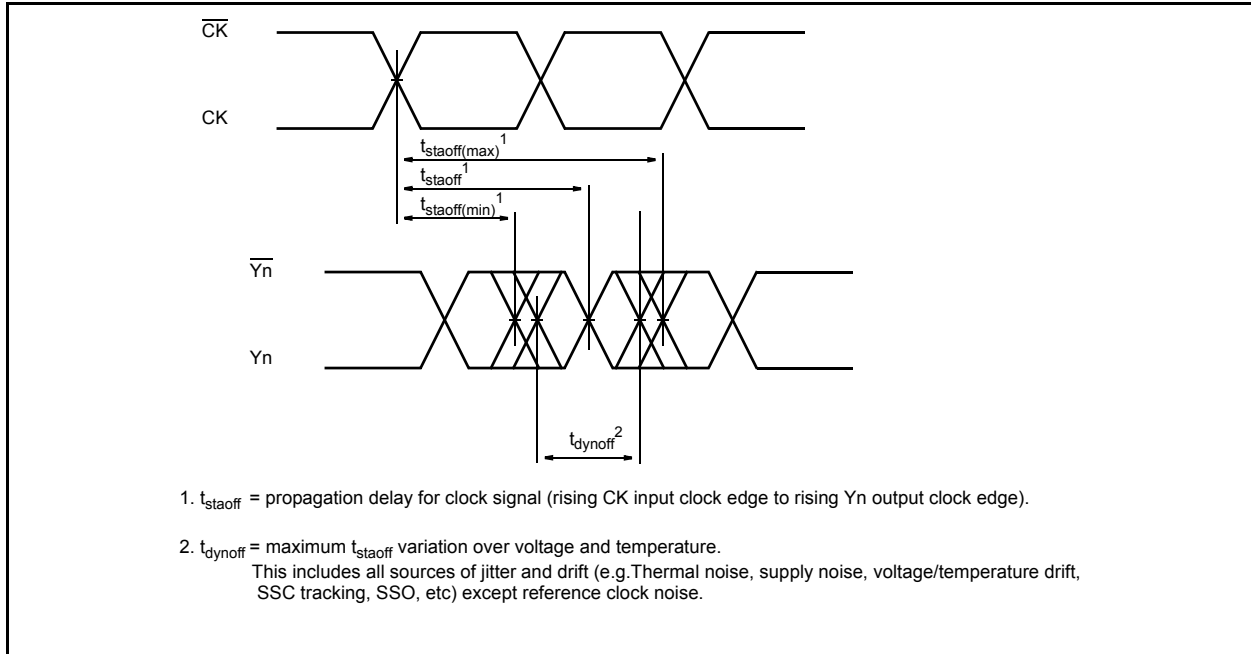 C̅K̅
CK
tstaoff(max)1
tstaoff1
tstaoff(min)1
Y̅n̅
Yn
tdynoff2
1. tstaoff = propagation delay for clock signal (rising CK input clock edge to rising Yn output clock edge).
2. tdynoff = maximum tstaoff variation over voltage and temperature.
This includes all sources of jitter and drift (e.g.Thermal noise, supply noise, voltage/temperature drift,
SSC tracking, SSO, etc) except reference clock noise.